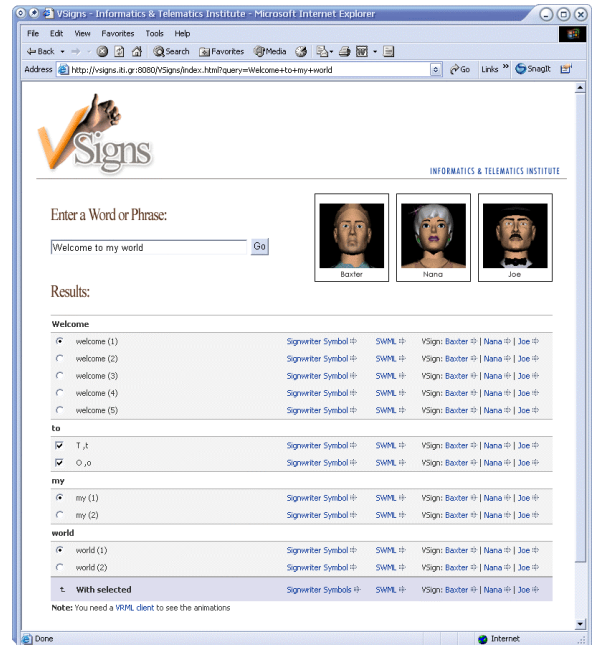 VSigns - Informatics & Telematics Institute - Microsoft Internet Explorer
File Edit View Favorites Tools Help
Back Search Favorites Media
Address http://vsigns.iti.gr:8080/VSigns/index.html?query=Welcome+to+my+world Go Links » SnagIt
VSigns
INFORMATICS & TELEMATICS INSTITUTE
Enter a Word or Phrase:
Welcome to my world Go
Baxter Nana Joe
Results:
Welcome
welcome (1) Signwriter Symbol SWML VSign: Baxter | Nana | Joe
welcome (2) Signwriter Symbol SWML VSign: Baxter | Nana | Joe
welcome (3) Signwriter Symbol SWML VSign: Baxter | Nana | Joe
welcome (4) Signwriter Symbol SWML VSign: Baxter | Nana | Joe
welcome (5) Signwriter Symbol SWML VSign: Baxter | Nana | Joe
to
T ,t Signwriter Symbol SWML VSign: Baxter | Nana | Joe
O ,o Signwriter Symbol SWML VSign: Baxter | Nana | Joe
my
my (1) Signwriter Symbol SWML VSign: Baxter | Nana | Joe
my (2) Signwriter Symbol SWML VSign: Baxter | Nana | Joe
world
world (1) Signwriter Symbol SWML VSign: Baxter | Nana | Joe
world (2) Signwriter Symbol SWML VSign: Baxter | Nana | Joe
With selected Signwriter Symbols SWML VSign: Baxter | Nana | Joe
Note: You need a VRML client to see the animations
Done Internet